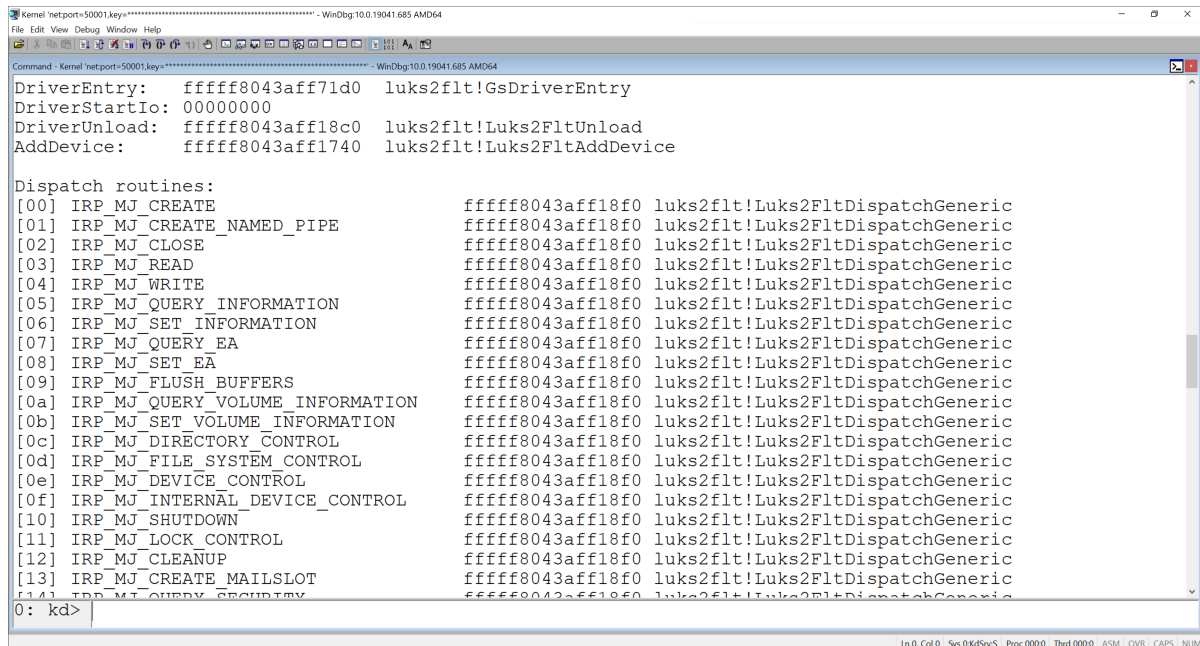 Kernel 'net:port=50001,key=****************************************************' - WinDbg:10.0.19041.685 AMD64
File Edit View Debug Window Help
Command - Kernel 'net:port=50001,key=****************************************************' - WinDbg:10.0.19041.685 AMD64
DriverEntry: fffff8043aff71d0 luks2flt!GsDriverEntry
DriverStartIo: 00000000
DriverUnload: fffff8043aff18c0 luks2flt!Luks2FltUnload
AddDevice: fffff8043aff1740 luks2flt!Luks2FltAddDevice
Dispatch routines:
[00] IRP_MJ_CREATE fffff8043aff18f0 luks2flt!Luks2FltDispatchGeneric
[01] IRP_MJ_CREATE_NAMED_PIPE fffff8043aff18f0 luks2flt!Luks2FltDispatchGeneric
[02] IRP_MJ_CLOSE fffff8043aff18f0 luks2flt!Luks2FltDispatchGeneric
[03] IRP_MJ_READ fffff8043aff18f0 luks2flt!Luks2FltDispatchGeneric
[04] IRP_MJ_WRITE fffff8043aff18f0 luks2flt!Luks2FltDispatchGeneric
[05] IRP_MJ_QUERY_INFORMATION fffff8043aff18f0 luks2flt!Luks2FltDispatchGeneric
[06] IRP_MJ_SET_INFORMATION fffff8043aff18f0 luks2flt!Luks2FltDispatchGeneric
[07] IRP_MJ_QUERY_EA fffff8043aff18f0 luks2flt!Luks2FltDispatchGeneric
[08] IRP_MJ_SET_EA fffff8043aff18f0 luks2flt!Luks2FltDispatchGeneric
[09] IRP_MJ_FLUSH_BUFFERS fffff8043aff18f0 luks2flt!Luks2FltDispatchGeneric
[0a] IRP_MJ_QUERY_VOLUME_INFORMATION fffff8043aff18f0 luks2flt!Luks2FltDispatchGeneric
[0b] IRP_MJ_SET_VOLUME_INFORMATION fffff8043aff18f0 luks2flt!Luks2FltDispatchGeneric
[0c] IRP_MJ_DIRECTORY_CONTROL fffff8043aff18f0 luks2flt!Luks2FltDispatchGeneric
[0d] IRP_MJ_FILE_SYSTEM_CONTROL fffff8043aff18f0 luks2flt!Luks2FltDispatchGeneric
[0e] IRP_MJ_DEVICE_CONTROL fffff8043aff18f0 luks2flt!Luks2FltDispatchGeneric
[0f] IRP_MJ_INTERNAL_DEVICE_CONTROL fffff8043aff18f0 luks2flt!Luks2FltDispatchGeneric
[10] IRP_MJ_SHUTDOWN fffff8043aff18f0 luks2flt!Luks2FltDispatchGeneric
[11] IRP_MJ_LOCK_CONTROL fffff8043aff18f0 luks2flt!Luks2FltDispatchGeneric
[12] IRP_MJ_CLEANUP fffff8043aff18f0 luks2flt!Luks2FltDispatchGeneric
[13] IRP_MJ_CREATE_MAILSLOT fffff8043aff18f0 luks2flt!Luks2FltDispatchGeneric
[14] IRP_MJ_QUERY_SECURITY fffff8043aff18f0 luks2flt!Luks2FltDispatchGeneric
0: kd>
Ln 0, Col 0 Sys 0:KdSrv:S Proc 000:0 Thrd 000:0 ASM OVR CAPS NUM